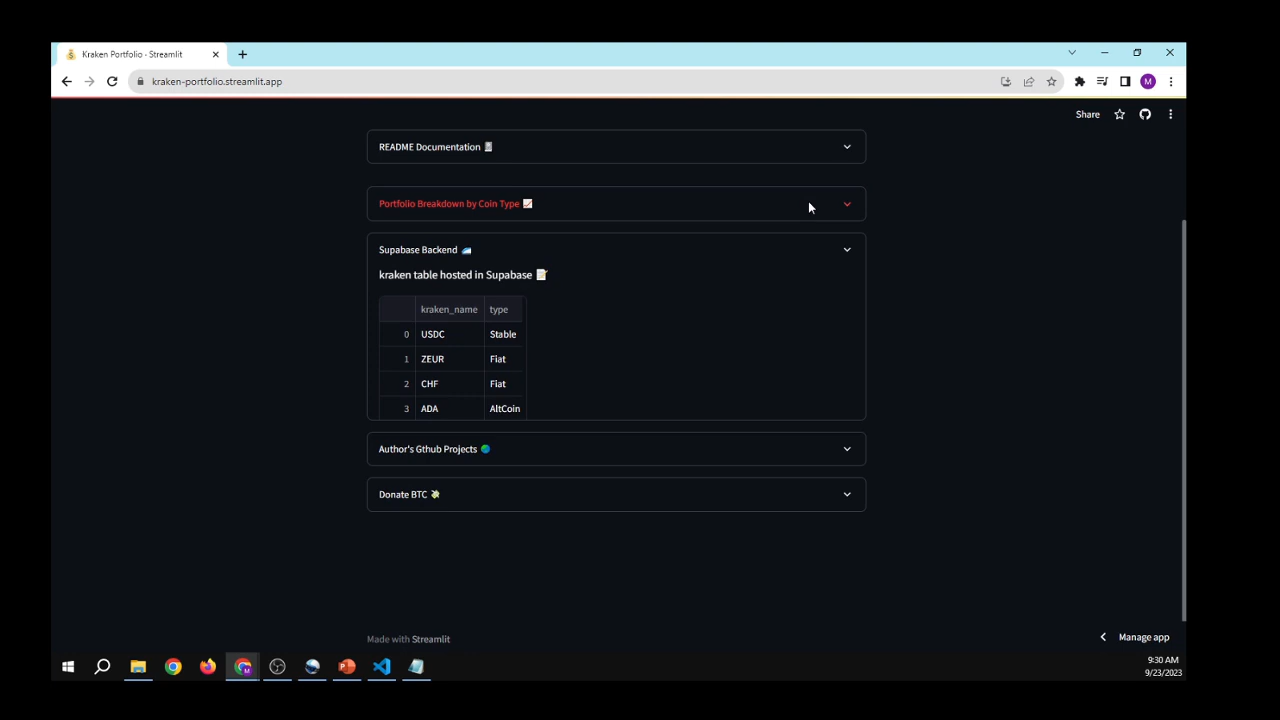 Kraken Portfolio · Streamlit
kraken-portfolio.streamlit.app
M
Share
README Documentation
Portfolio Breakdown by Coin Type
Supabase Backend
kraken table hosted in Supabase
kraken_name type
0 USDC Stable
1 ZEUR Fiat
2 CHF Fiat
3 ADA AltCoin
Author's Gthub Projects
Donate BTC
Made with Streamlit
Manage app
9:30 AM
9/23/2023